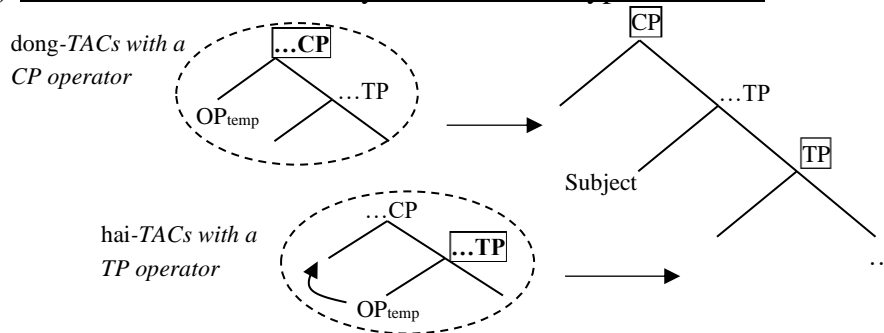 dong-TACs with a
CP operator
…CP
OPtemp
…TP
CP
…TP
Subject
TP
hai-TACs with a
TP operator
…CP
…TP
OPtemp